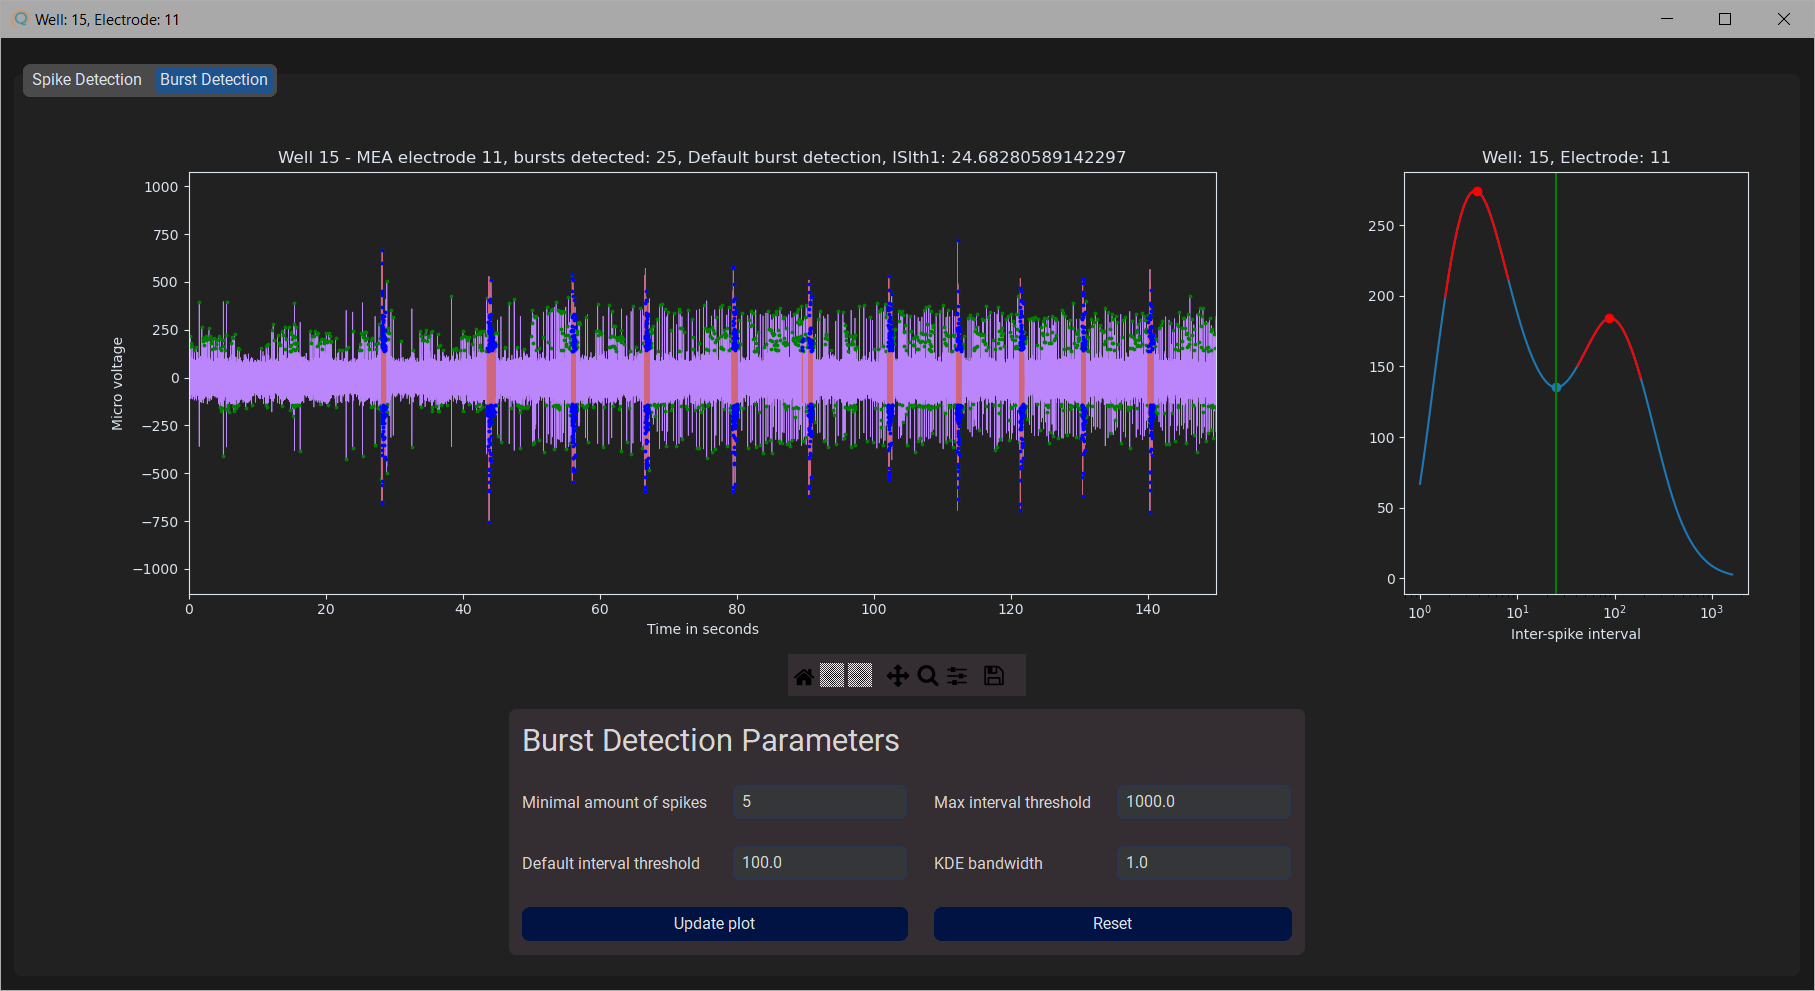 Well: 15, Electrode: 11
Spike Detection Burst Detection
Well 15 - MEA electrode 11, bursts detected: 25, Default burst detection, ISIth1: 24.68280589142297
1000
750
500
250
0
−250
−500
−750
−1000
Micro voltage
0 20 40 60 80 100 120 140
Time in seconds
Well: 15, Electrode: 11
250
200
150
100
50
0
10^0 10^1 10^2 10^3
Inter-spike interval
Burst Detection Parameters
Minimal amount of spikes 5 Max interval threshold 1000.0
Default interval threshold 100.0 KDE bandwidth 1.0
Update plot Reset